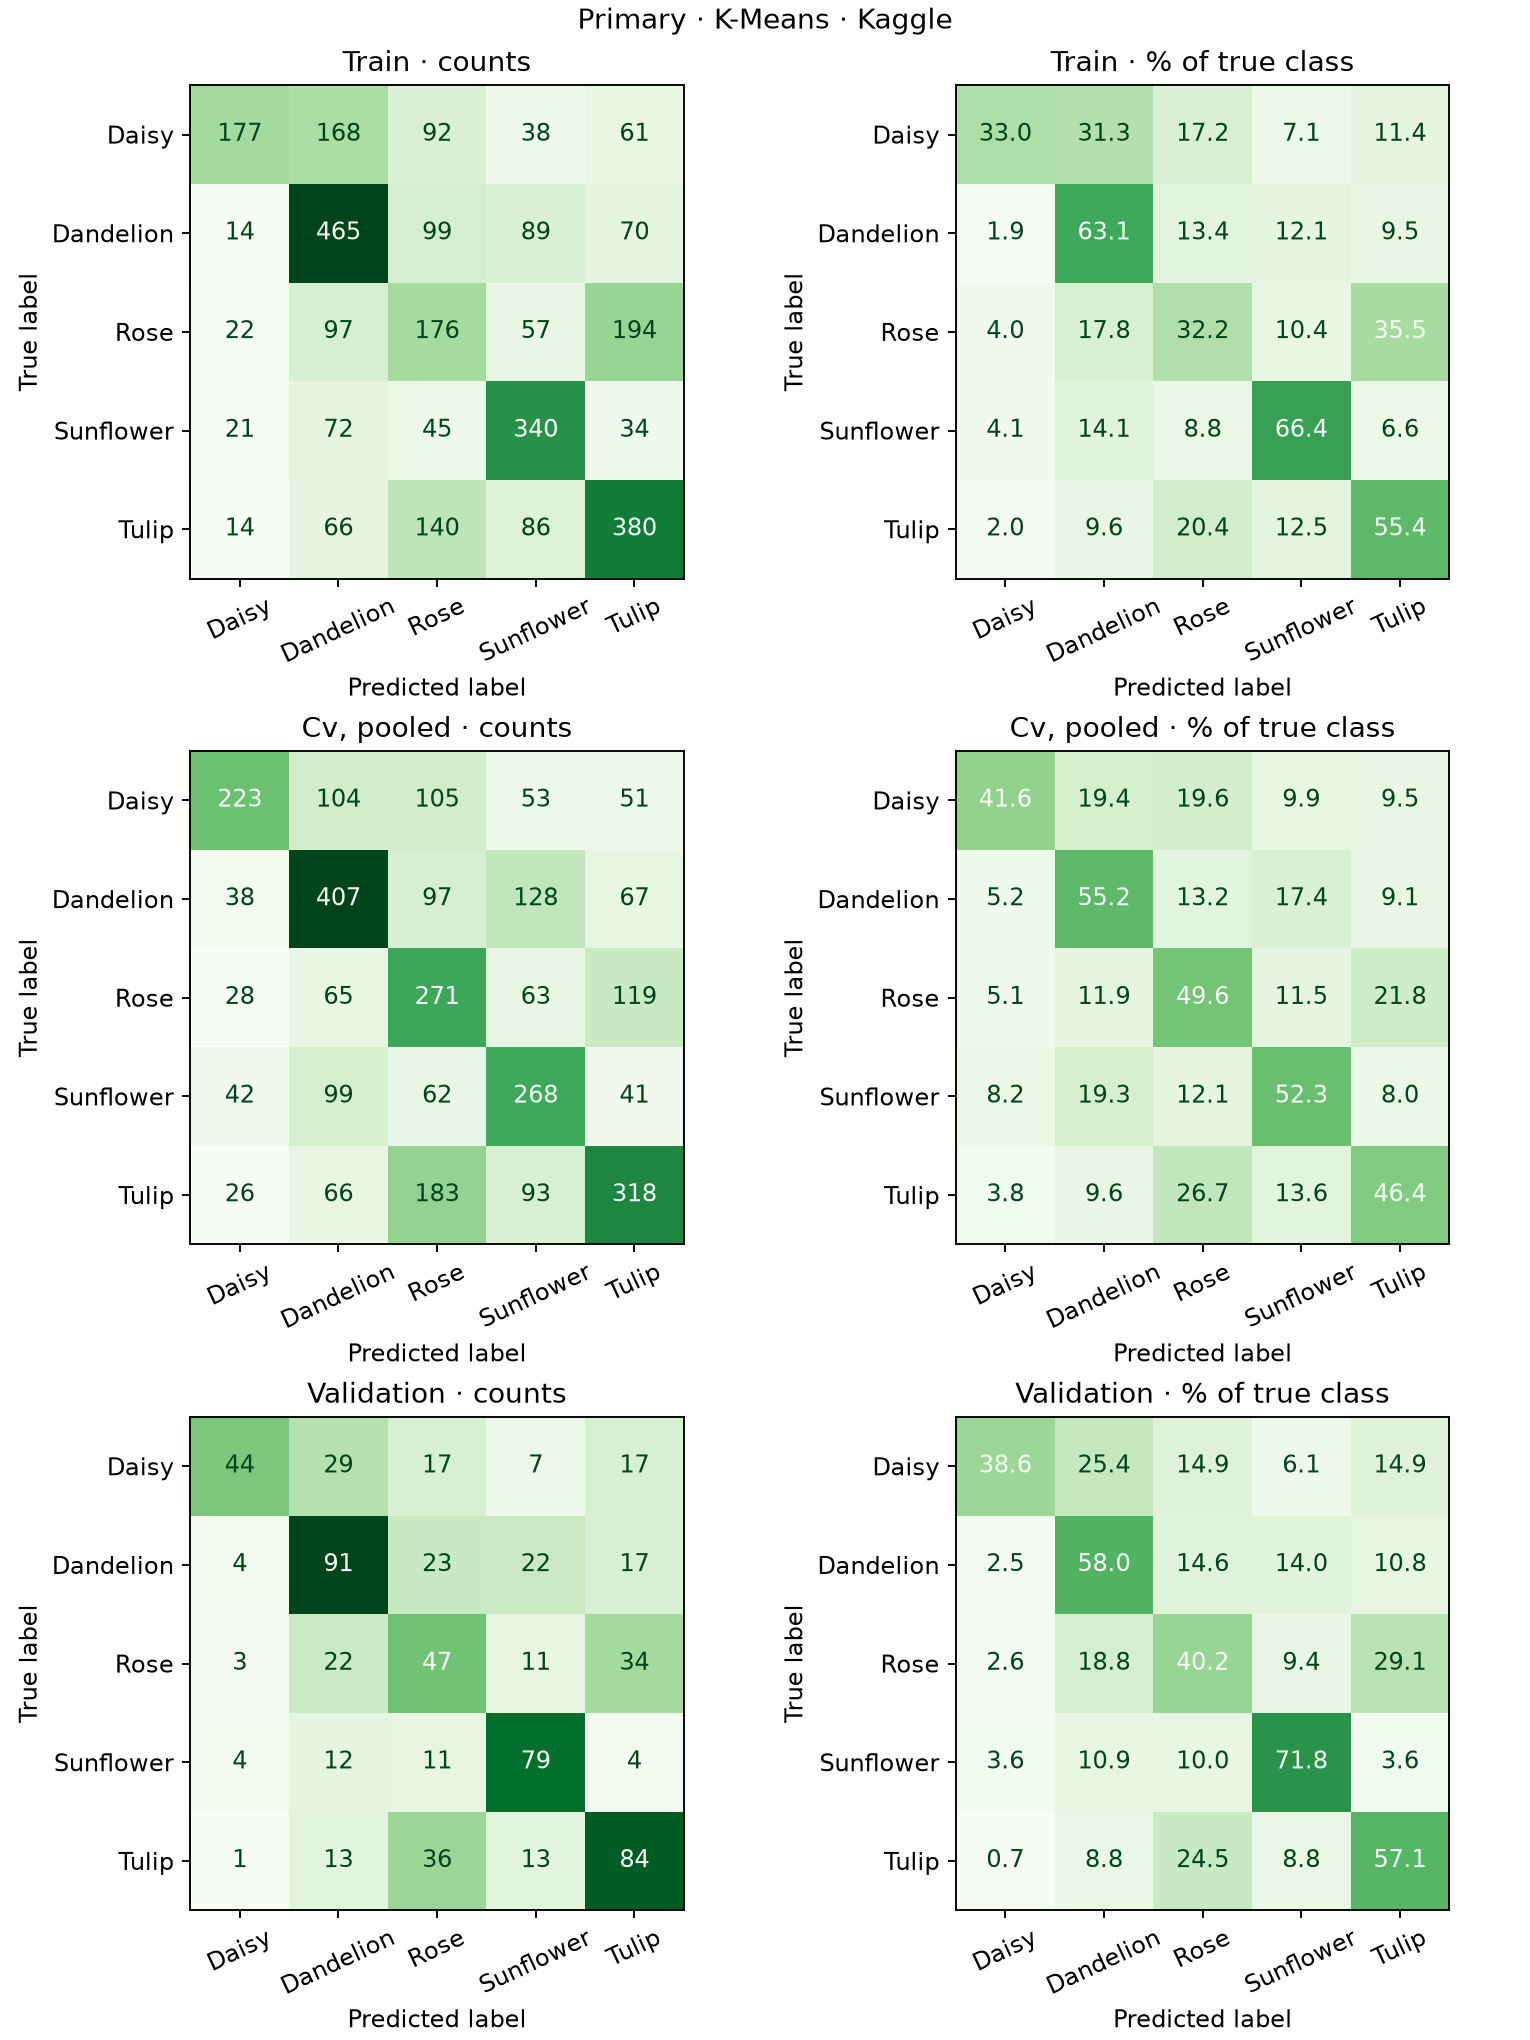 Primary · K-Means · Kaggle
Train · counts
Daisy 177 168 92 38 61
Dandelion 14 465 99 89 70
Rose 22 97 176 57 194
Sunflower 21 72 45 340 34
Tulip 14 66 140 86 380
True label
Daisy Dandelion Rose Sunflower Tulip
Predicted label
Train · % of true class
Daisy 33.0 31.3 17.2 7.1 11.4
Dandelion 1.9 63.1 13.4 12.1 9.5
Rose 4.0 17.8 32.2 10.4 35.5
Sunflower 4.1 14.1 8.8 66.4 6.6
Tulip 2.0 9.6 20.4 12.5 55.4
True label
Daisy Dandelion Rose Sunflower Tulip
Predicted label
Cv, pooled · counts
Daisy 223 104 105 53 51
Dandelion 38 407 97 128 67
Rose 28 65 271 63 119
Sunflower 42 99 62 268 41
Tulip 26 66 183 93 318
True label
Daisy Dandelion Rose Sunflower Tulip
Predicted label
Cv, pooled · % of true class
Daisy 41.6 19.4 19.6 9.9 9.5
Dandelion 5.2 55.2 13.2 17.4 9.1
Rose 5.1 11.9 49.6 11.5 21.8
Sunflower 8.2 19.3 12.1 52.3 8.0
Tulip 3.8 9.6 26.7 13.6 46.4
True label
Daisy Dandelion Rose Sunflower Tulip
Predicted label
Validation · counts
Daisy 44 29 17 7 17
Dandelion 4 91 23 22 17
Rose 3 22 47 11 34
Sunflower 4 12 11 79 4
Tulip 1 13 36 13 84
True label
Daisy Dandelion Rose Sunflower Tulip
Predicted label
Validation · % of true class
Daisy 38.6 25.4 14.9 6.1 14.9
Dandelion 2.5 58.0 14.6 14.0 10.8
Rose 2.6 18.8 40.2 9.4 29.1
Sunflower 3.6 10.9 10.0 71.8 3.6
Tulip 0.7 8.8 24.5 8.8 57.1
True label
Daisy Dandelion Rose Sunflower Tulip
Predicted label